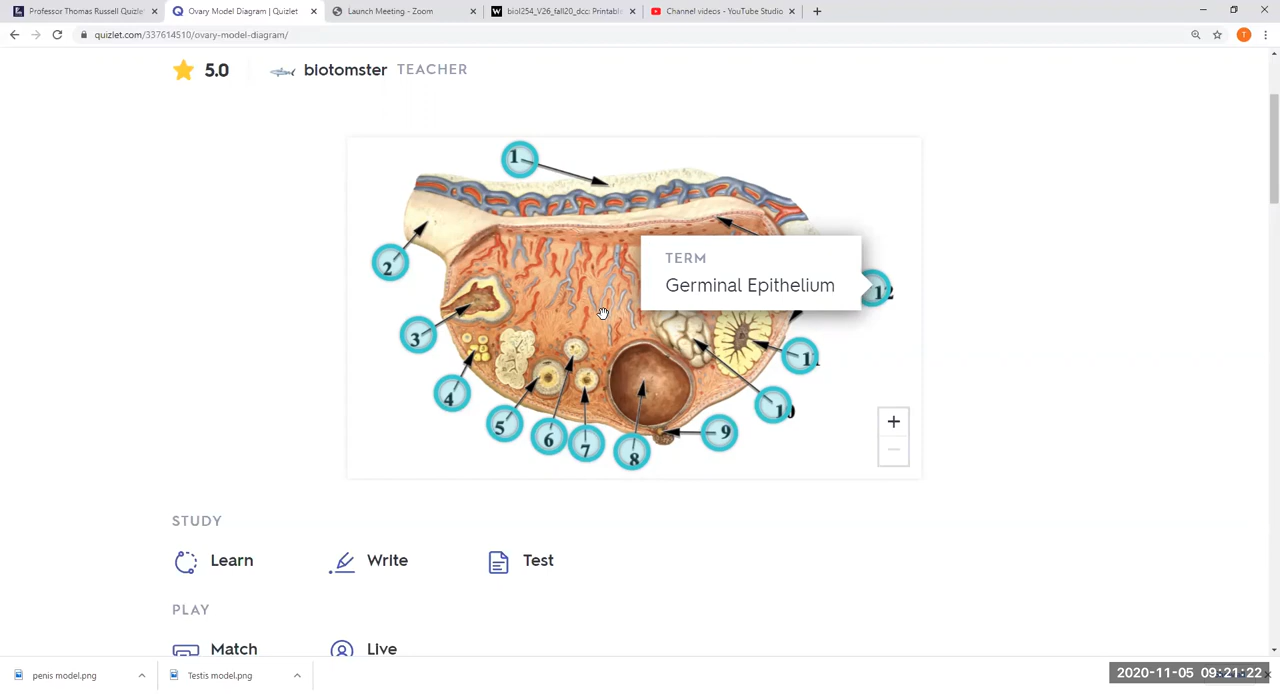 Professor Thomas Russell Quizlet
Ovary Model Diagram | Quizlet
Launch Meeting - Zoom
biol254_V26_fall20_dcc: Printable
Channel videos - YouTube Studio
quizlet.com/337614510/ovary-model-diagram/
T
5.0
biotomster TEACHER
1
2
TERM
Germinal Epithelium
12
3
11
4
10
5
6
7
8
9
+
STUDY
Learn
Write
Test
PLAY
Match
Live
penis model.png
Testis model.png
2020-11-05 09:21:22